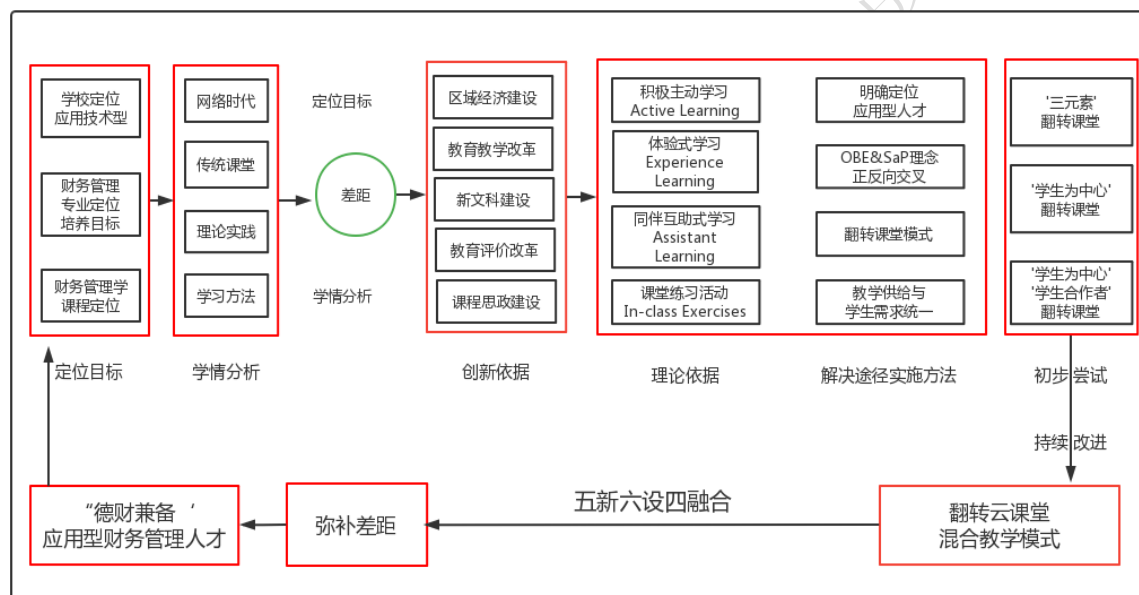 学校定位
应用技术型
财务管理
专业定位
培养目标
财务管理学
课程定位
定位目标
网络时代
传统课堂
理论实践
学习方法
学情分析
定位目标
差距
学情分析
区域经济建设
教育教学改革
新文科建设
教育评价改革
课程思政建设
创新依据
积极主动学习
Active Learning
体验式学习
Experience
Learning
同伴互助式学习
Assistant
Learning
课堂练习活动
In-class Exercises
理论依据
明确定位
应用型人才
OBE&SaP理念
正反向交叉
翻转课堂模式
教学供给与
学生需求统一
解决途径实施方法
'三元素'
翻转课堂
'学生为中心'
翻转课堂
'学生为中心'
'学生合作者'
翻转课堂
初步尝试
持续改进
翻转云课堂
混合教学模式
五新六设四融合
弥补差距
“德财兼备‘
应用型财务管理人才